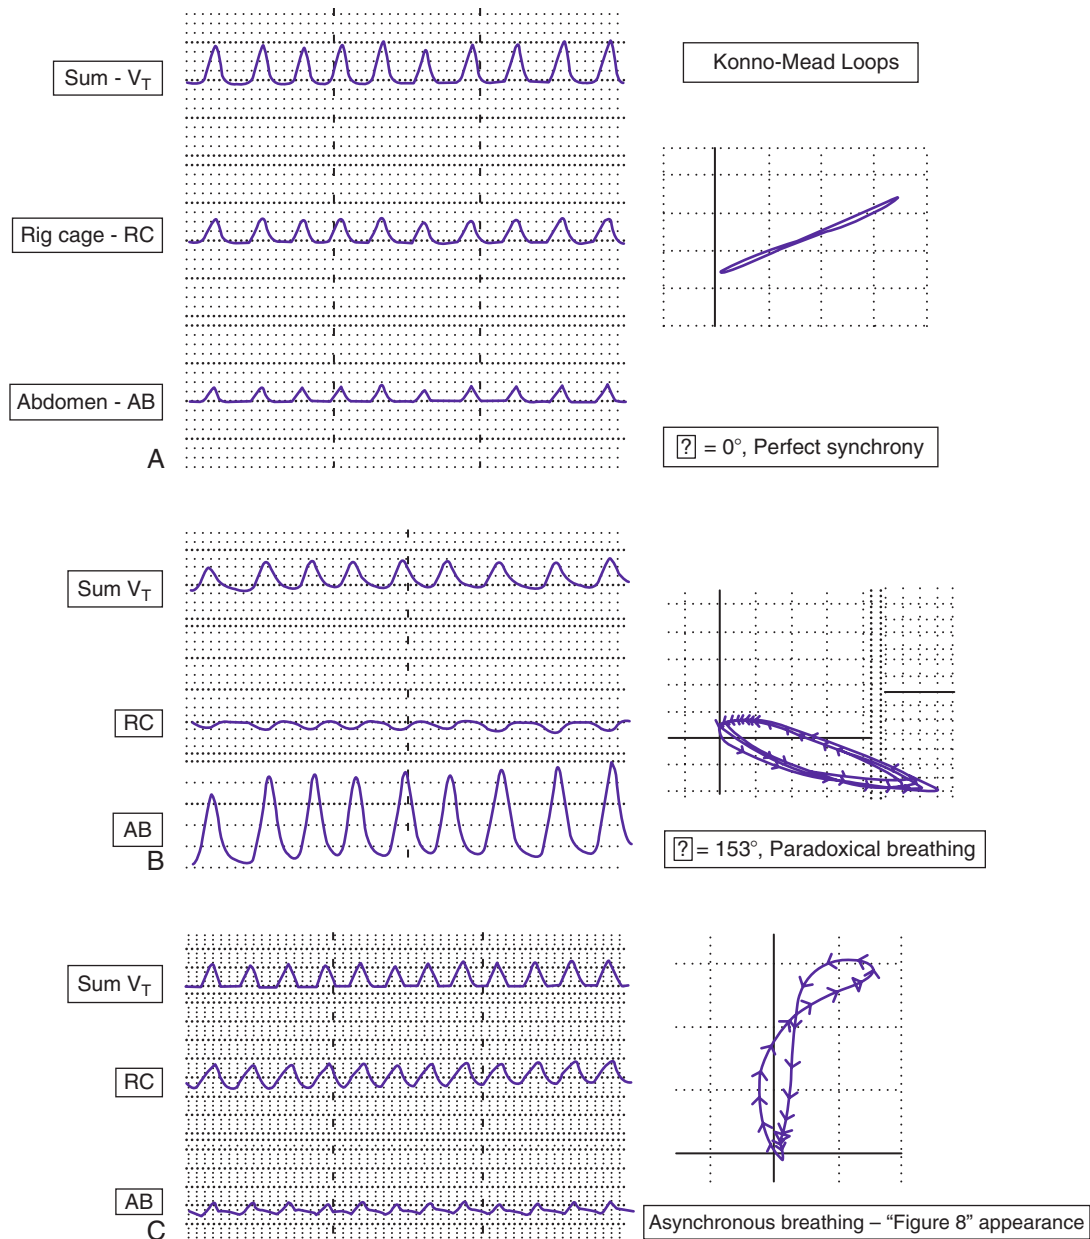 Sum - VT
Konno-Mead Loops
Rig cage - RC
Abdomen - AB
A
? = 0°, Perfect synchrony
Sum VT
RC
AB
B
? = 153°, Paradoxical breathing
Sum VT
RC
AB
C
Asynchronous breathing – “Figure 8” appearance